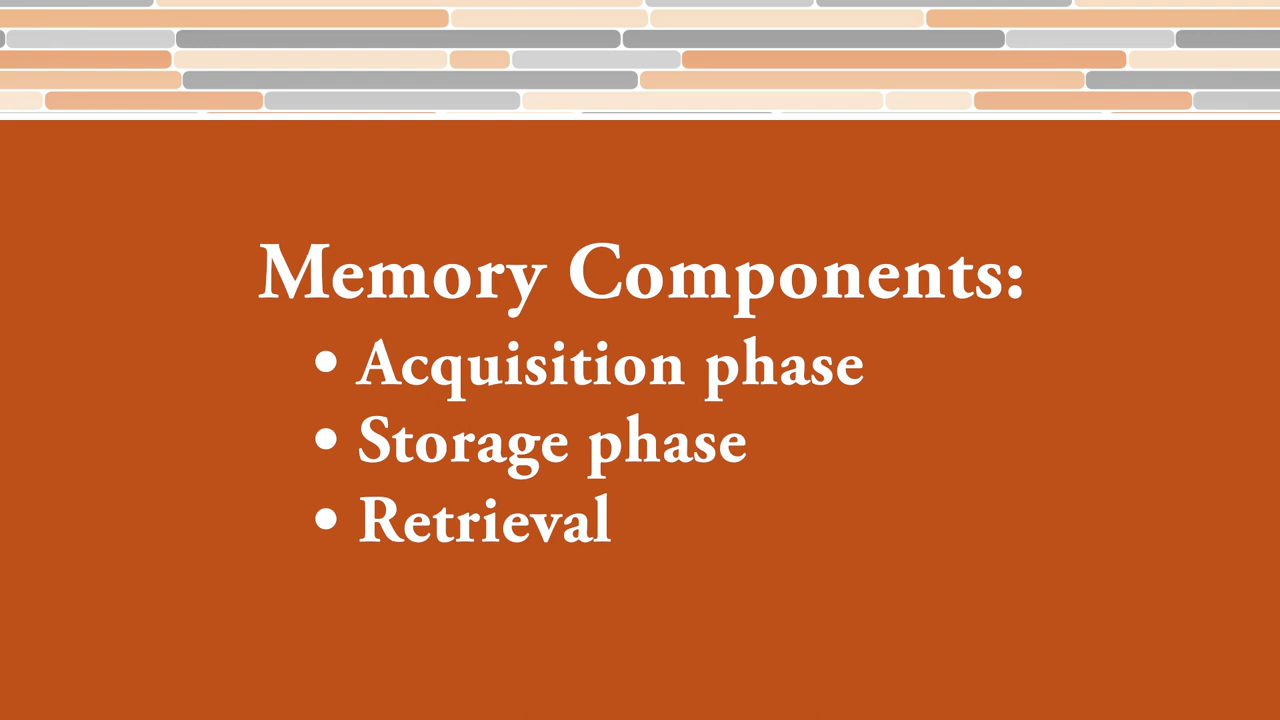 Memory Components:
• Acquisition phase
• Storage phase
• Retrieval